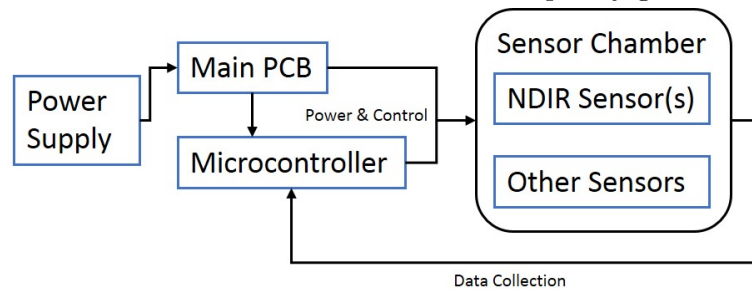 Sensor Chamber
Main PCB
NDIR Sensor(s)
Power
Supply
Power & Control
Microcontroller
Other Sensors
Data Collection